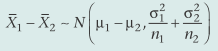 X̄₁ − X̄₂ ~ N(μ₁ − μ₂, σ₁²/n₁ + σ₂²/n₂)